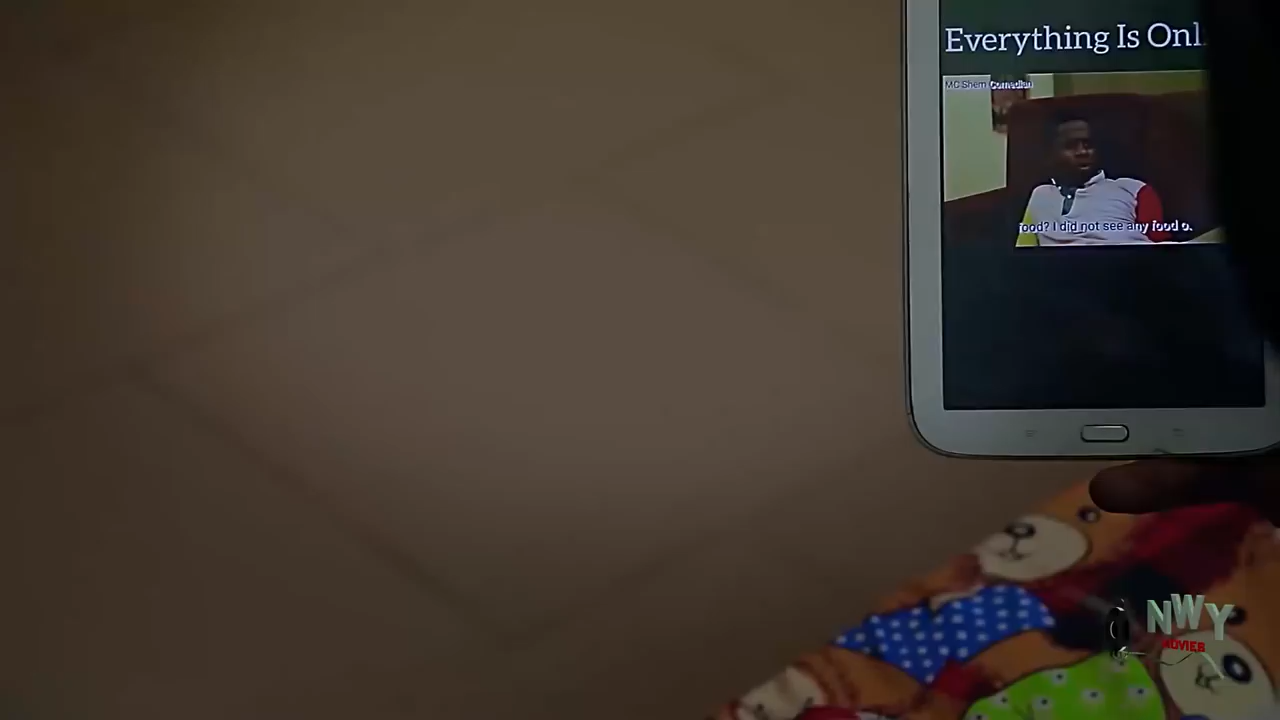 Everything Is Onl
MC Shem Comedian
food? I did not see any food o
NWY
MOVIES